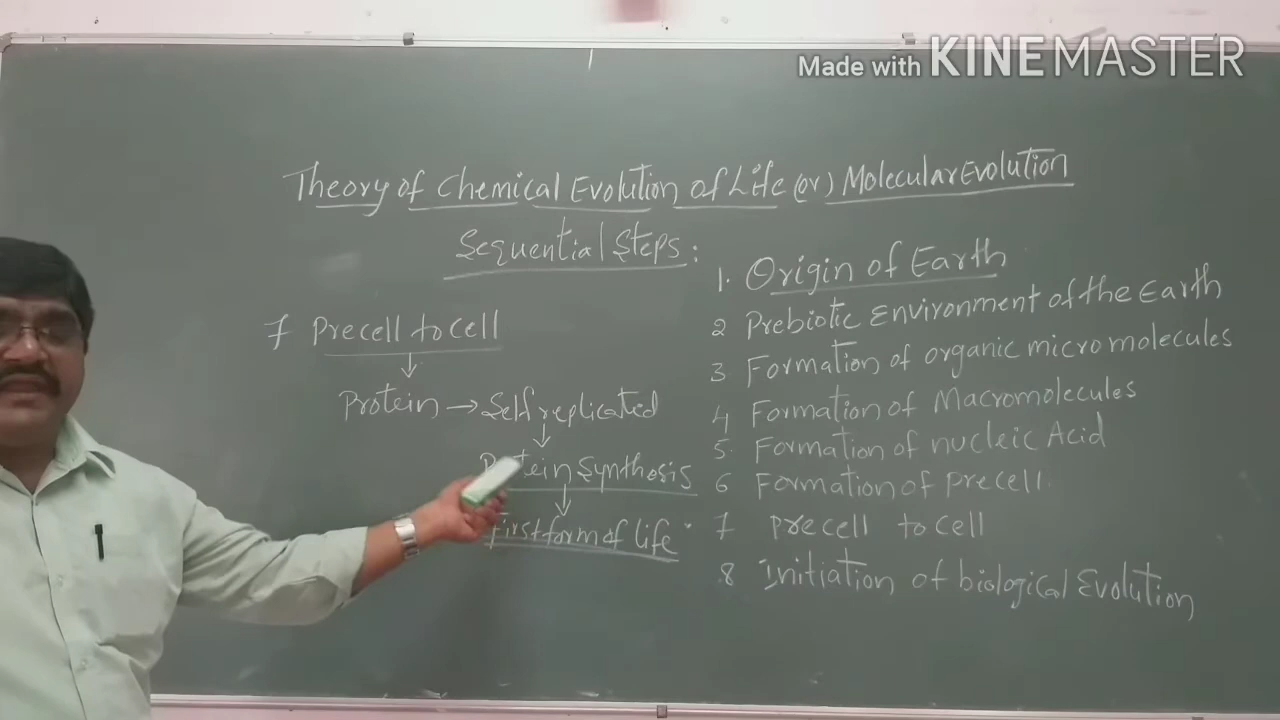 Made with KINEMASTER
Theory of Chemical Evolution of Life (or) Molecular Evolution
Sequential Steps:
7 Precell to cell
↓
Protein → Self replicated
↓
Protein Synthesis
↓
First form of life
1. Origin of Earth
2 Prebiotic Environment of the Earth
3 Formation of organic micromolecules
4 Formation of Macromolecules
5. Formation of nucleic Acid
6 Formation of precell
7 precell to cell
8 Initiation of biological Evolution